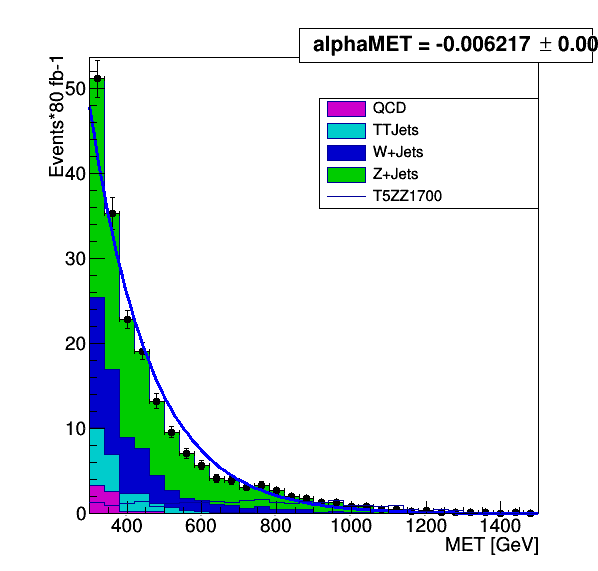 alphaMET = -0.006217 ± 0.00
Events*80 fb-1
50
40
30
20
10
0
QCD
TTJets
W+Jets
Z+Jets
T5ZZ1700
400 600 800 1000 1200 1400
MET [GeV]